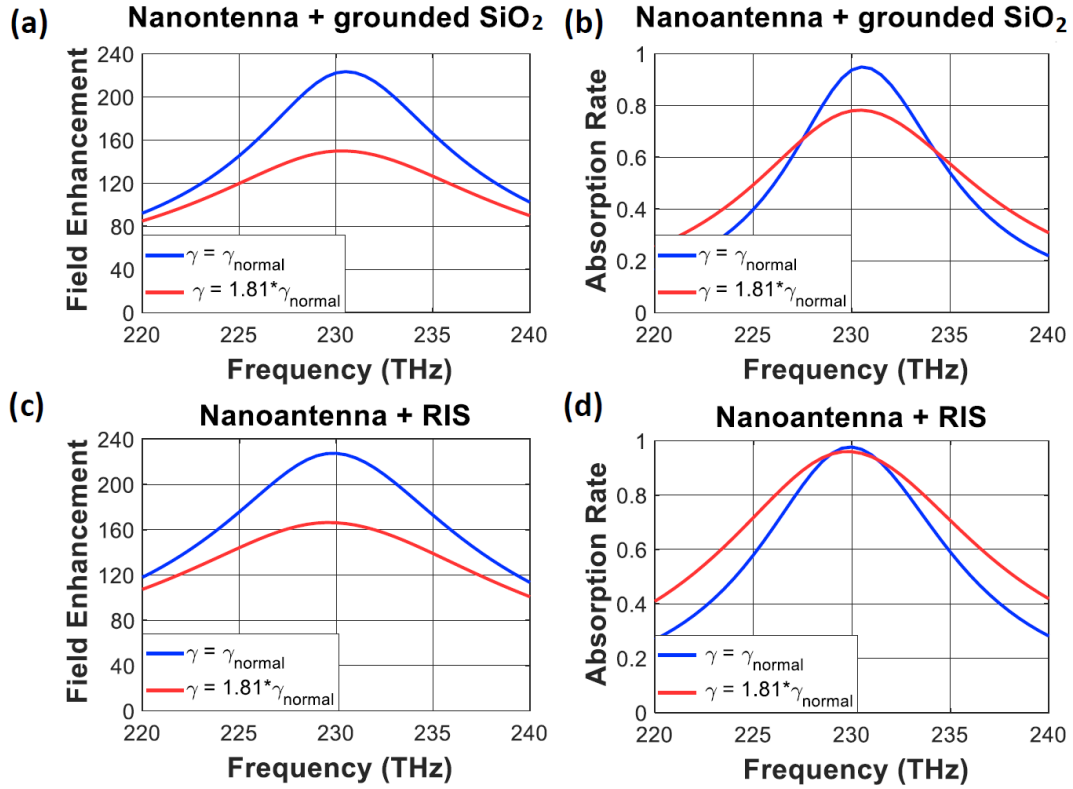 (a)
Nanontenna + grounded SiO₂
Field Enhancement
240
200
160
120
80
40
0
γ = γnormal
γ = 1.81*γnormal
220
225
230
235
240
Frequency (THz)
(b)
Nanoantenna + grounded SiO₂
Absorption Rate
1
0.8
0.6
0.4
0.2
0
γ = γnormal
γ = 1.81*γnormal
220
225
230
235
240
Frequency (THz)
(c)
Nanoantenna + RIS
Field Enhancement
240
200
160
120
80
40
0
γ = γnormal
γ = 1.81*γnormal
220
225
230
235
240
Frequency (THz)
(d)
Nanoantenna + RIS
Absorption Rate
1
0.8
0.6
0.4
0.2
0
γ = γnormal
γ = 1.81*γnormal
220
225
230
235
240
Frequency (THz)